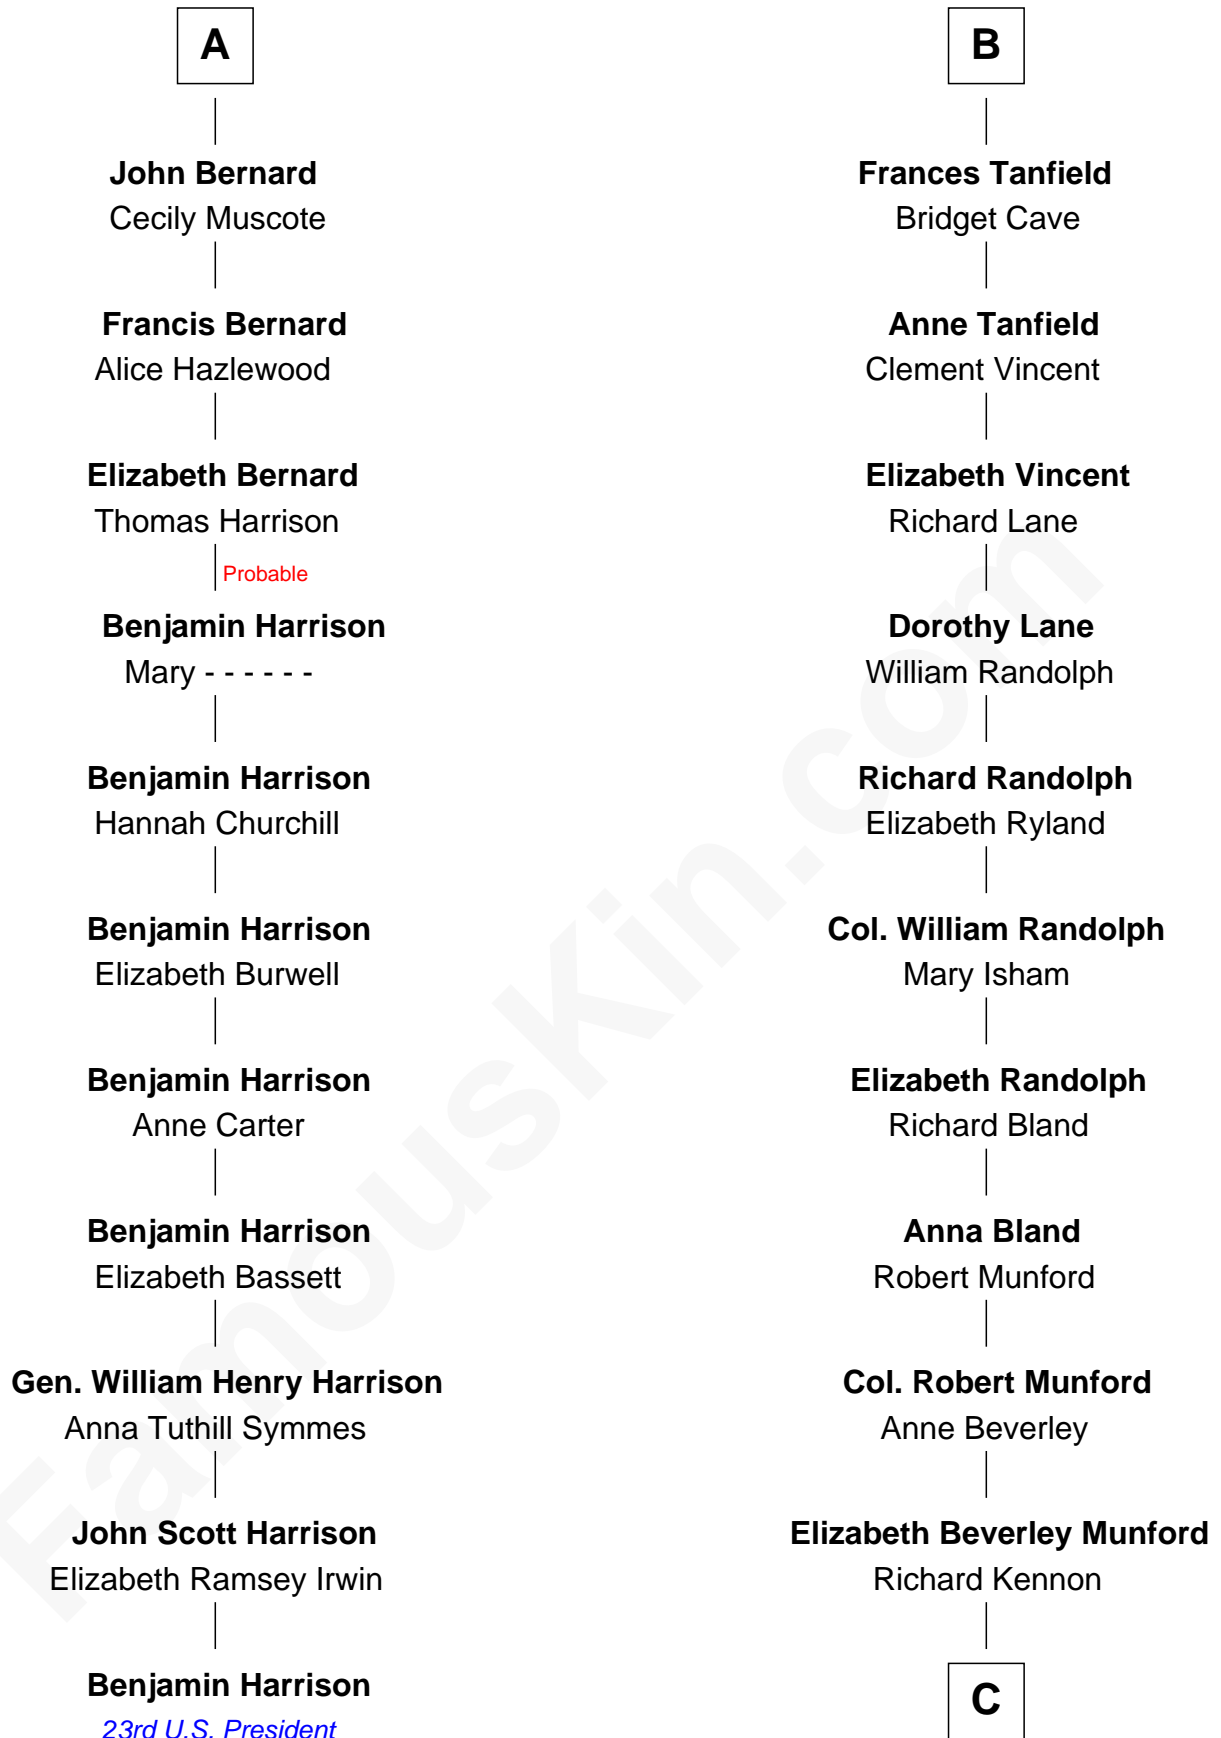 A
John Bernard
Cecily Muscote
Francis Bernard
Alice Hazlewood
Elizabeth Bernard
Thomas Harrison
Probable
Benjamin Harrison
Mary - - - - - -
Benjamin Harrison
Hannah Churchill
Benjamin Harrison
Elizabeth Burwell
Benjamin Harrison
Anne Carter
Benjamin Harrison
Elizabeth Bassett
Gen. William Henry Harrison
Anna Tuthill Symmes
John Scott Harrison
Elizabeth Ramsey Irwin
Benjamin Harrison
23rd U.S. President
B
Frances Tanfield
Bridget Cave
Anne Tanfield
Clement Vincent
Elizabeth Vincent
Richard Lane
Dorothy Lane
William Randolph
Richard Randolph
Elizabeth Ryland
Col. William Randolph
Mary Isham
Elizabeth Randolph
Richard Bland
Anna Bland
Robert Munford
Col. Robert Munford
Anne Beverley
Elizabeth Beverley Munford
Richard Kennon
C
FamousKin.com